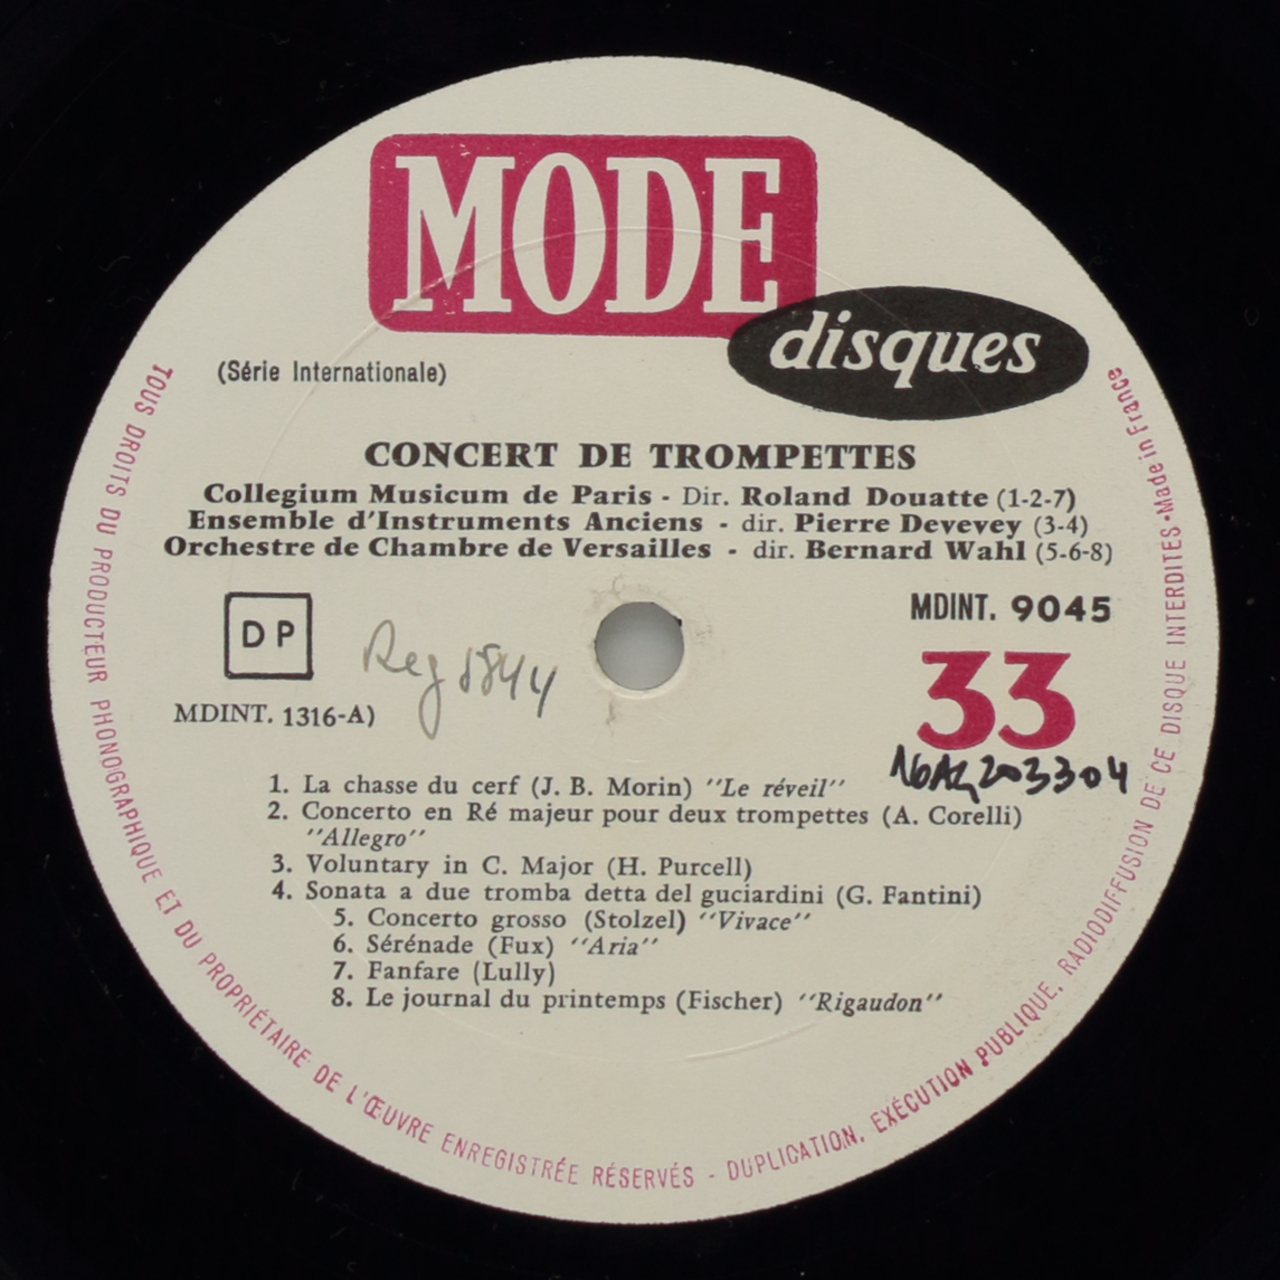 MODE
disques
(Série Internationale)
CONCERT DE TROMPETTES
Collegium Musicum de Paris - Dir. Roland Douatte (1-2-7)
Ensemble d'Instruments Anciens - dir. Pierre Devevey (3-4)
Orchestre de Chambre de Versailles - dir. Bernard Wahl (5-6-8)
DP
MDINT. 1316-A)
Reg 1844
MDINT. 9045
33
16AG203304
1. La chasse du cerf (J. B. Morin) "Le réveil"
2. Concerto en Ré majeur pour deux trompettes (A. Corelli)
"Allegro"
3. Voluntary in C. Major (H. Purcell)
4. Sonata a due tromba detta del guciardini (G. Fantini)
5. Concerto grosso (Stolzel) "Vivace"
6. Sérénade (Fux) "Aria"
7. Fanfare (Lully)
8. Le journal du printemps (Fischer) "Rigaudon"
TOUS DROITS DU PRODUCTEUR PHONOGRAPHIQUE ET DU PROPRIÉTAIRE DE L'ŒUVRE ENREGISTRÉE RÉSERVÉS - DUPLICATION, EXÉCUTION PUBLIQUE, RADIODIFFUSION DE CE DISQUE INTERDITES • Made in France